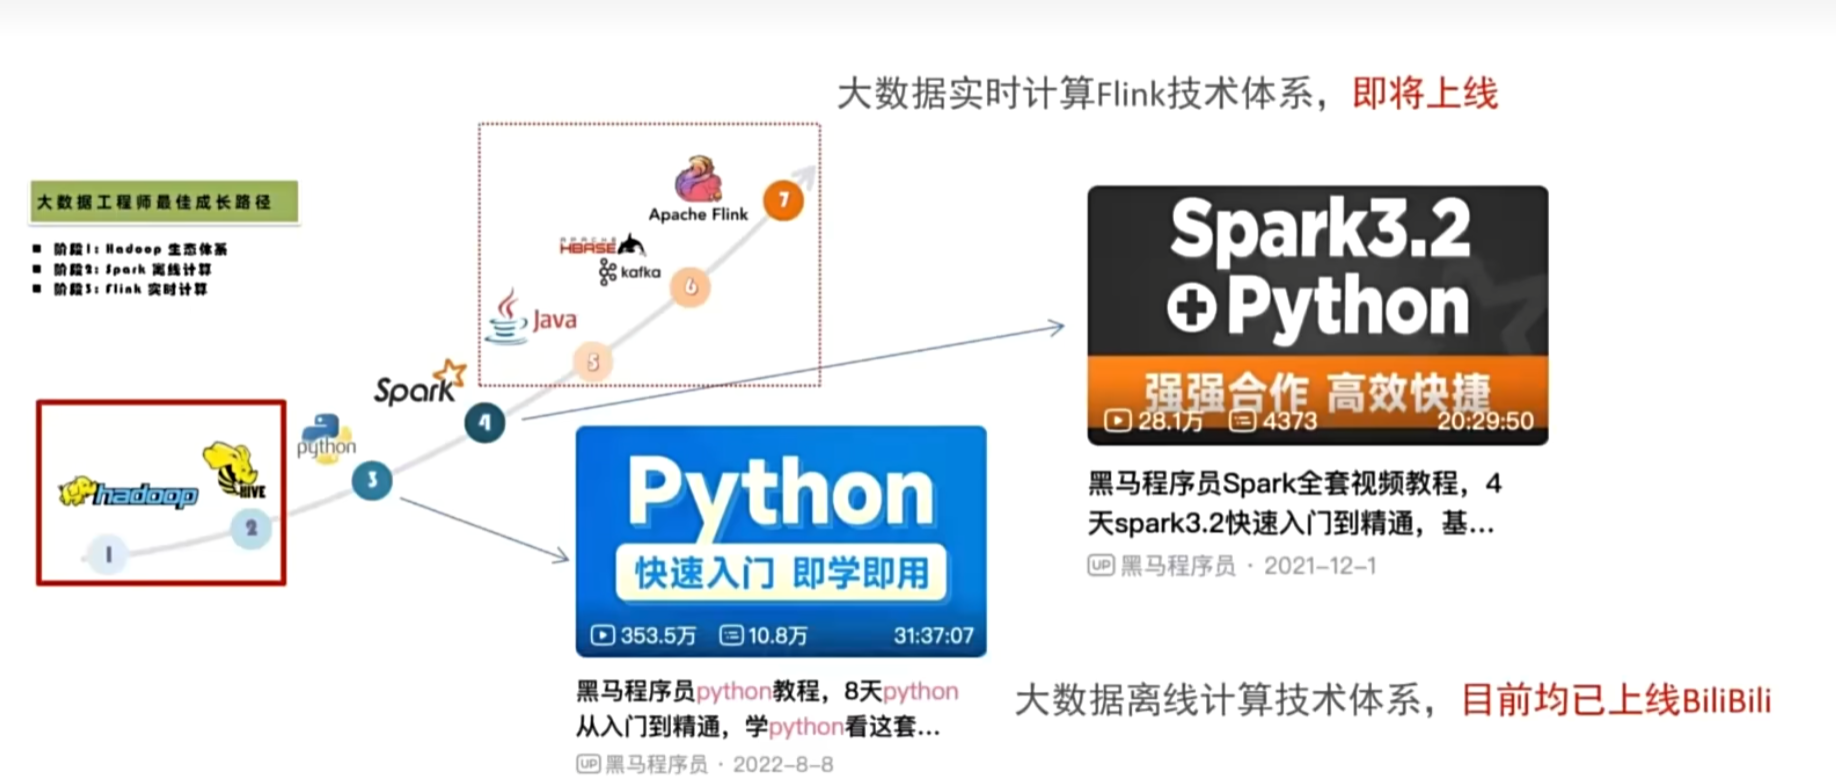 大数据实时计算Flink技术体系，即将上线
大数据工程师最佳成长路径
阶段1：Hadoop 生态体系
阶段2：Spark 离线计算
阶段3：Flink 实时计算
Apache Flink
7
APACHE
HBASE
kafka
6
Java
5
Spark
4
python
3
hadoop
HIVE
2
1
Spark3.2
+Python
强强合作 高效快捷
28.1万 4373 20:29:50
黑马程序员Spark全套视频教程，4
天spark3.2快速入门到精通，基...
UP 黑马程序员 · 2021-12-1
Python
快速入门 即学即用
353.5万 10.8万 31:37:07
黑马程序员python教程，8天python
从入门到精通，学python看这套...
UP 黑马程序员 · 2022-8-8
大数据离线计算技术体系，目前均已上线BiliBili